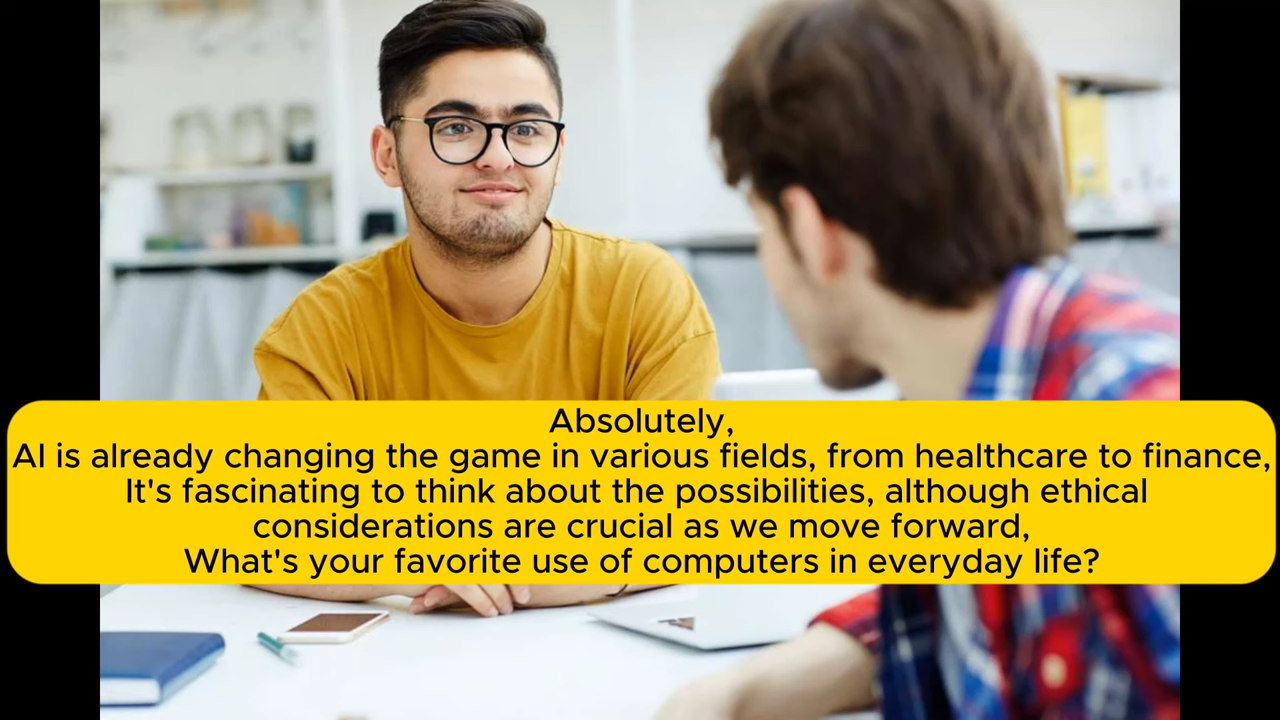 Absolutely,
AI is already changing the game in various fields, from healthcare to finance,
It's fascinating to think about the possibilities, although ethical
considerations are crucial as we move forward,
What's your favorite use of computers in everyday life?